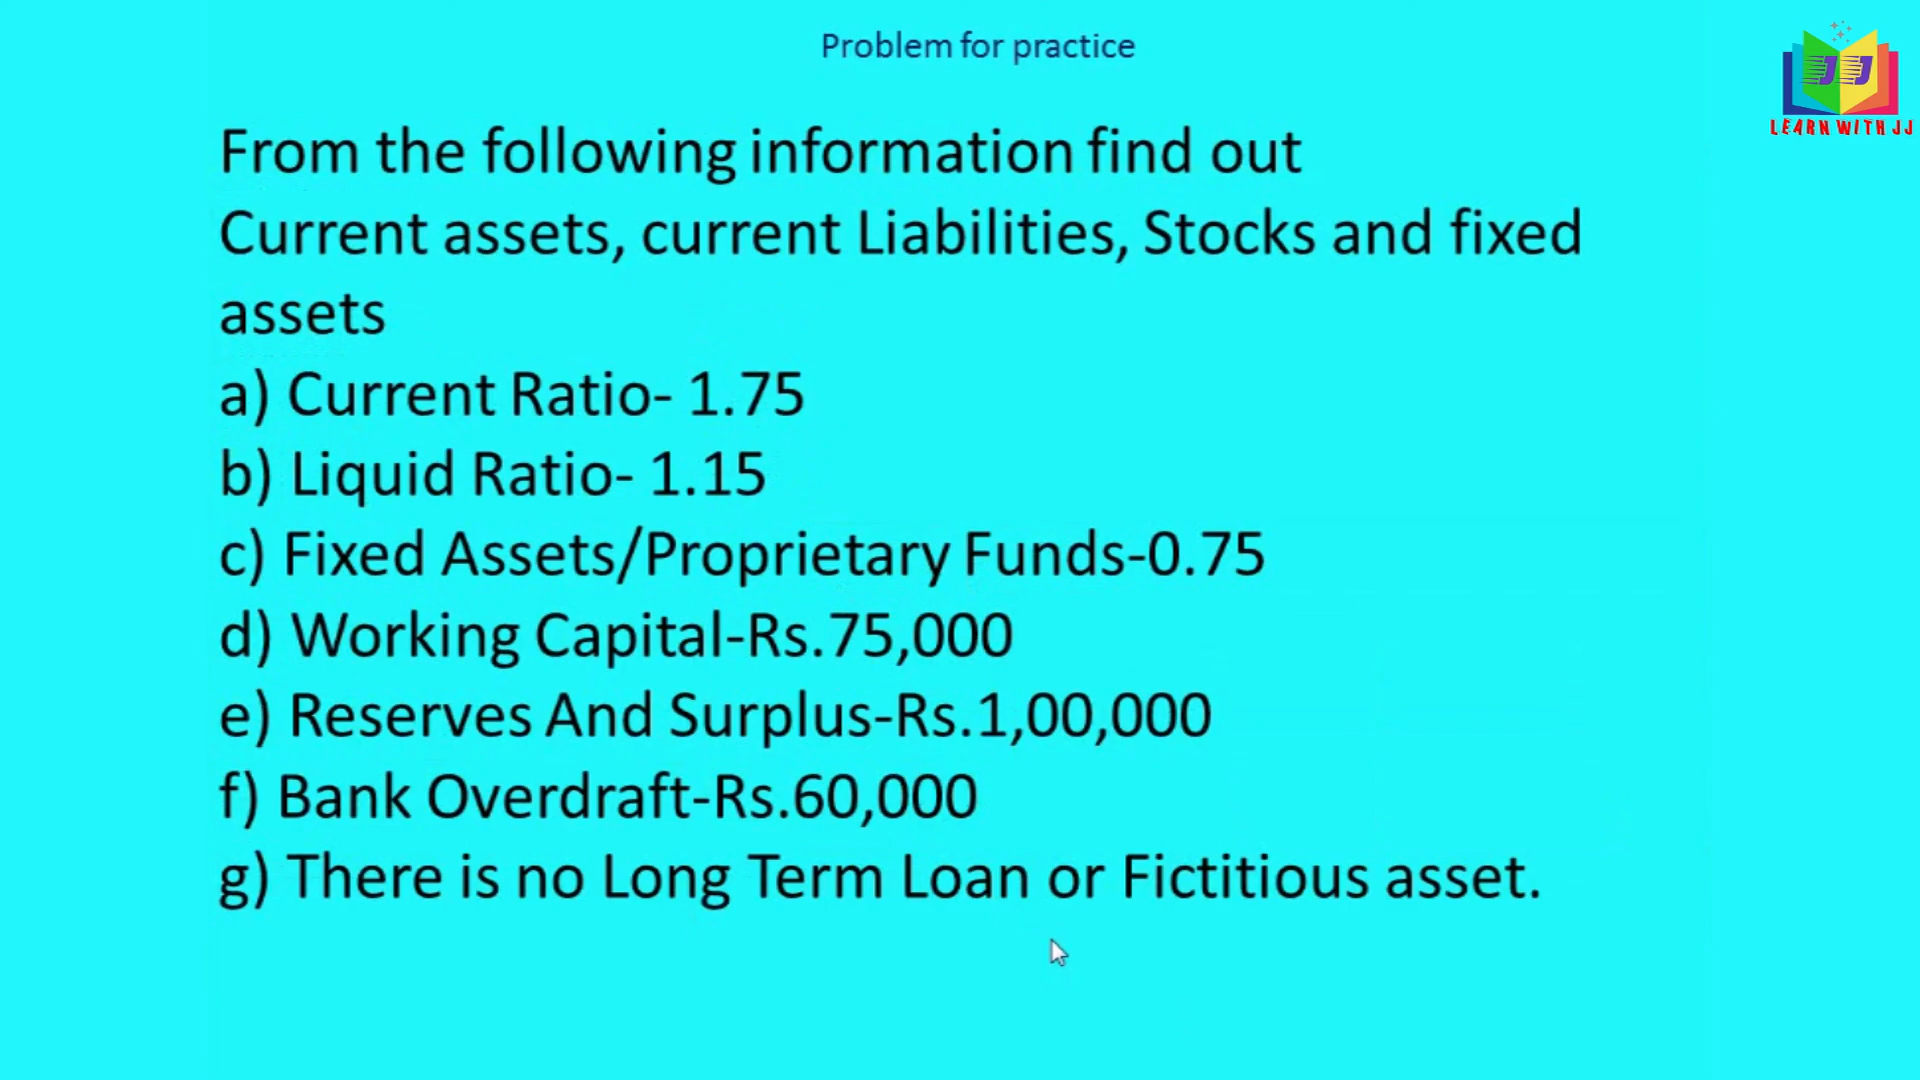 Problem for practice
LEARN WITH JJ
From the following information find out
Current assets, current Liabilities, Stocks and fixed
assets
a) Current Ratio- 1.75
b) Liquid Ratio- 1.15
c) Fixed Assets/Proprietary Funds-0.75
d) Working Capital-Rs.75,000
e) Reserves And Surplus-Rs.1,00,000
f) Bank Overdraft-Rs.60,000
g) There is no Long Term Loan or Fictitious asset.